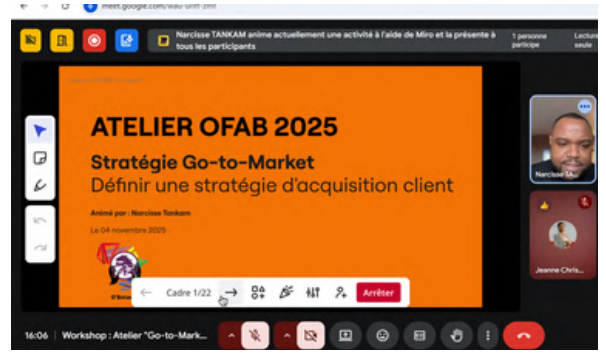 meet.google.com/wau-uhff-zmr
Narcisse TANKAM anime actuellement une activité à l'aide de Miro et la présente à
tous les participants
1 personne
participe
Lecture
seule
ATELIER OFAB 2025
Stratégie Go-to-Market
Définir une stratégie d'acquisition client
Animé par : Narcisse Tonkam
Le 04 novembre 2025
Narcisse TA...
Jeanne Chris...
Cadre 1/22
Arrêter
16:06 | Workshop : Atelier "Go-to-Mark...